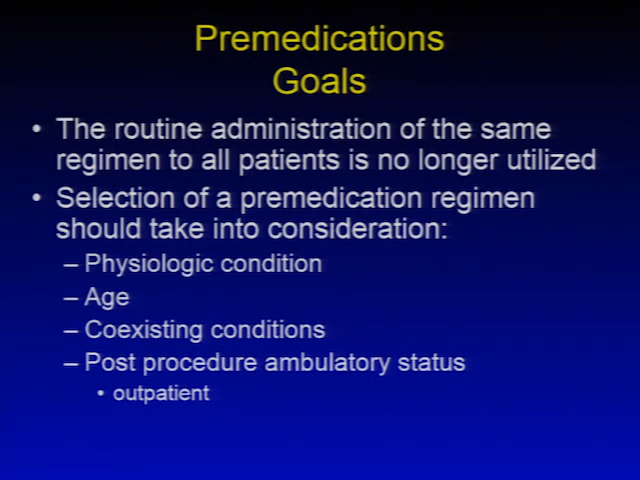 Premedications
Goals
• The routine administration of the same
regimen to all patients is no longer utilized
• Selection of a premedication regimen
should take into consideration:
– Physiologic condition
– Age
– Coexisting conditions
– Post procedure ambulatory status
• outpatient